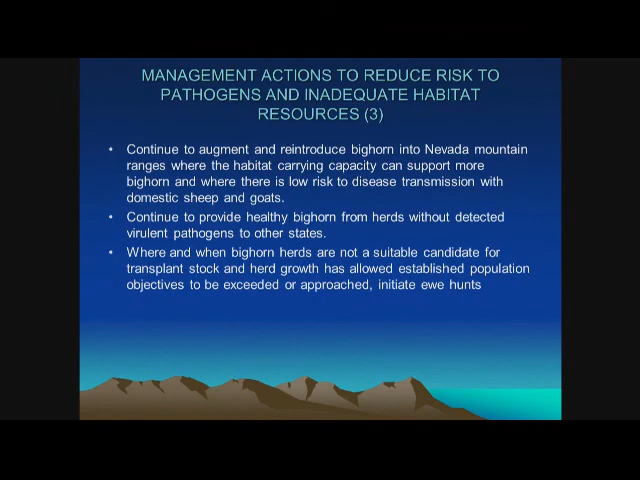 MANAGEMENT ACTIONS TO REDUCE RISK TO
PATHOGENS AND INADEQUATE HABITAT
RESOURCES (3)
• Continue to augment and reintroduce bighorn into Nevada mountain
ranges where the habitat carrying capacity can support more
bighorn and where there is low risk to disease transmission with
domestic sheep and goats.
• Continue to provide healthy bighorn from herds without detected
virulent pathogens to other states.
• Where and when bighorn herds are not a suitable candidate for
transplant stock and herd growth has allowed established population
objectives to be exceeded or approached, initiate ewe hunts